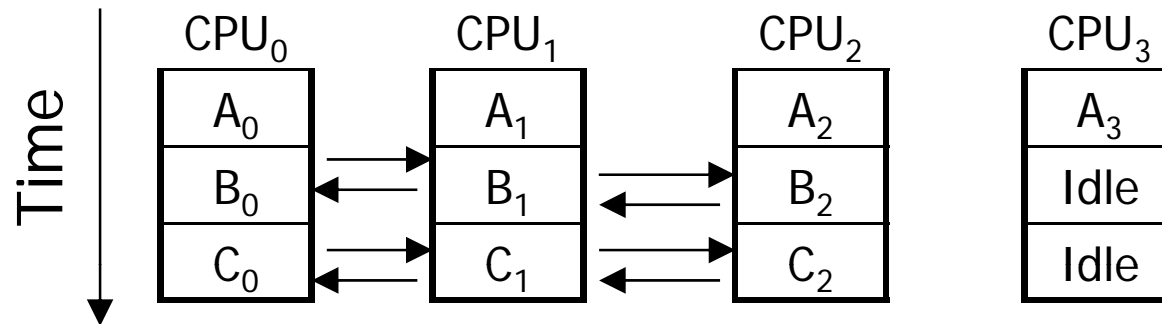 CPU₀ CPU₁ CPU₂ CPU₃
Time
A₀ A₁ A₂ A₃
B₀ B₁ B₂ Idle
C₀ C₁ C₂ Idle